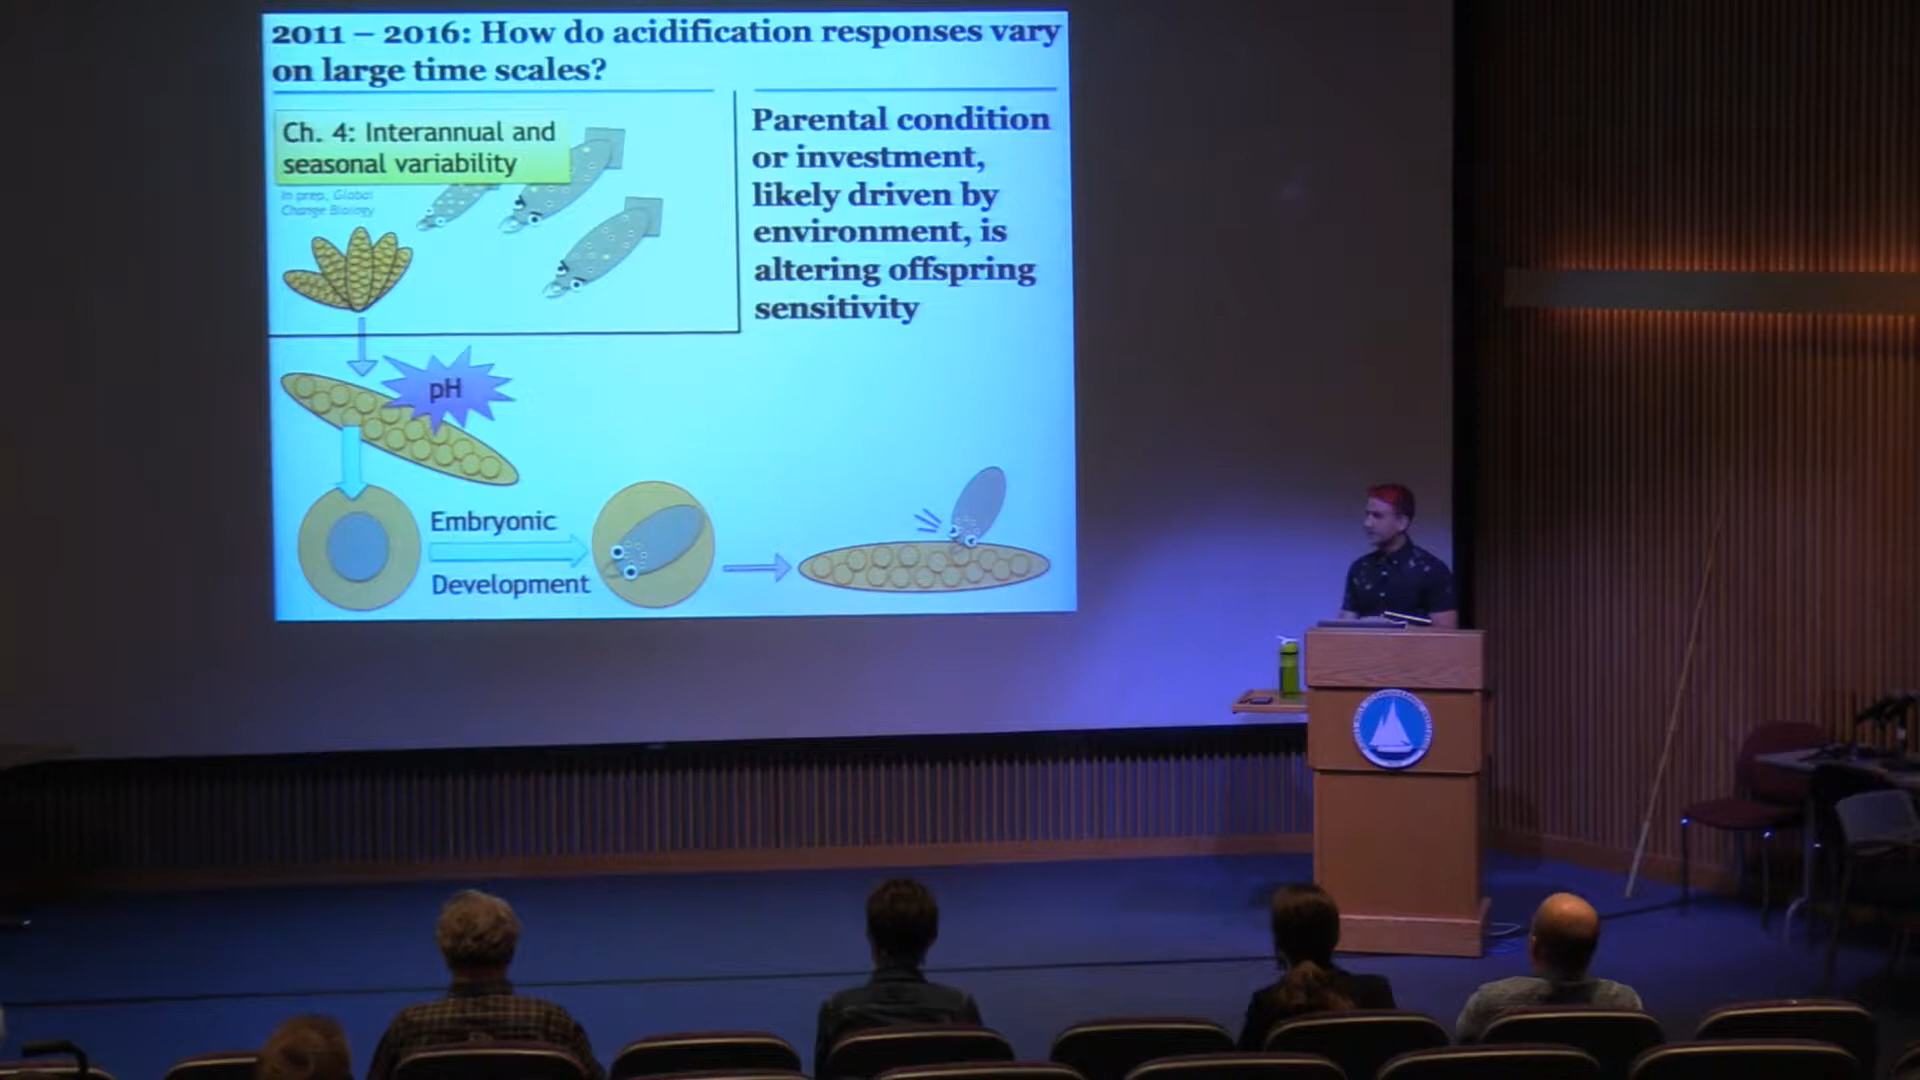 2011 – 2016: How do acidification responses vary
on large time scales?
Ch. 4: Interannual and
seasonal variability
In prep, Global
Change Biology
Parental condition
or investment,
likely driven by
environment, is
altering offspring
sensitivity
pH
Embryonic
Development